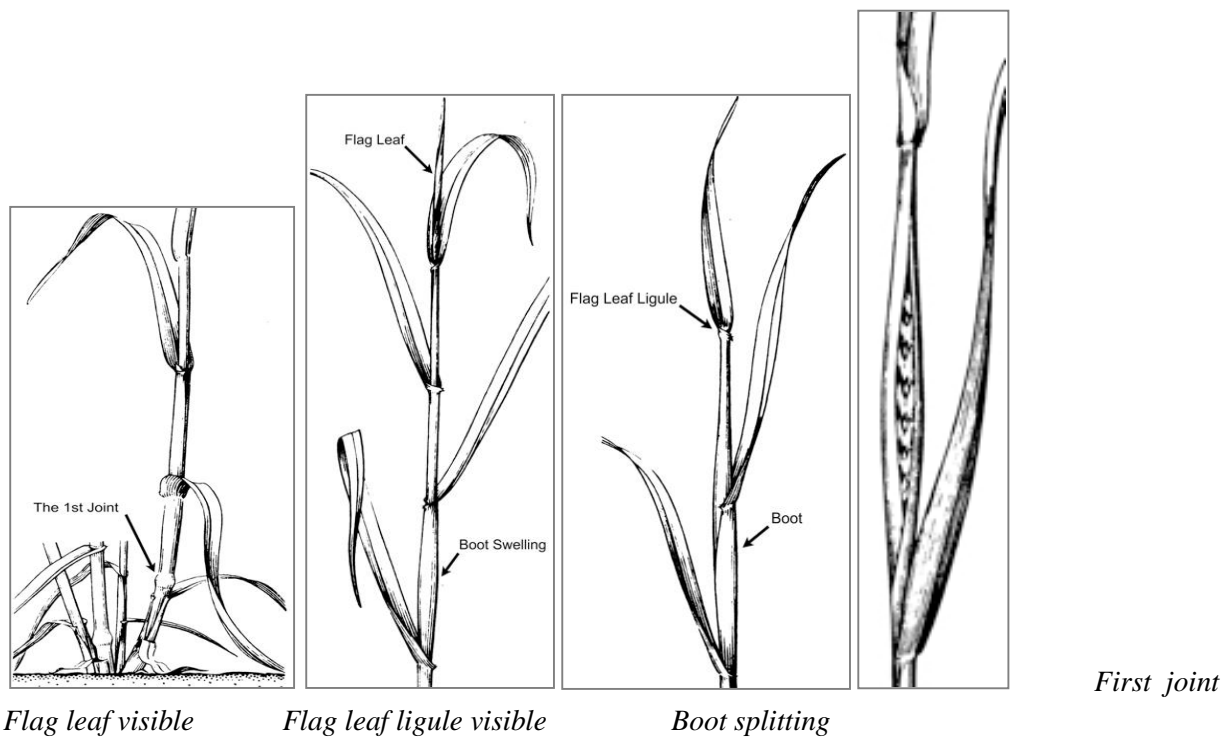 Flag Leaf
Flag Leaf Ligule
The 1st Joint
Boot Swelling
Boot
First joint
Flag leaf visible Flag leaf ligule visible Boot splitting